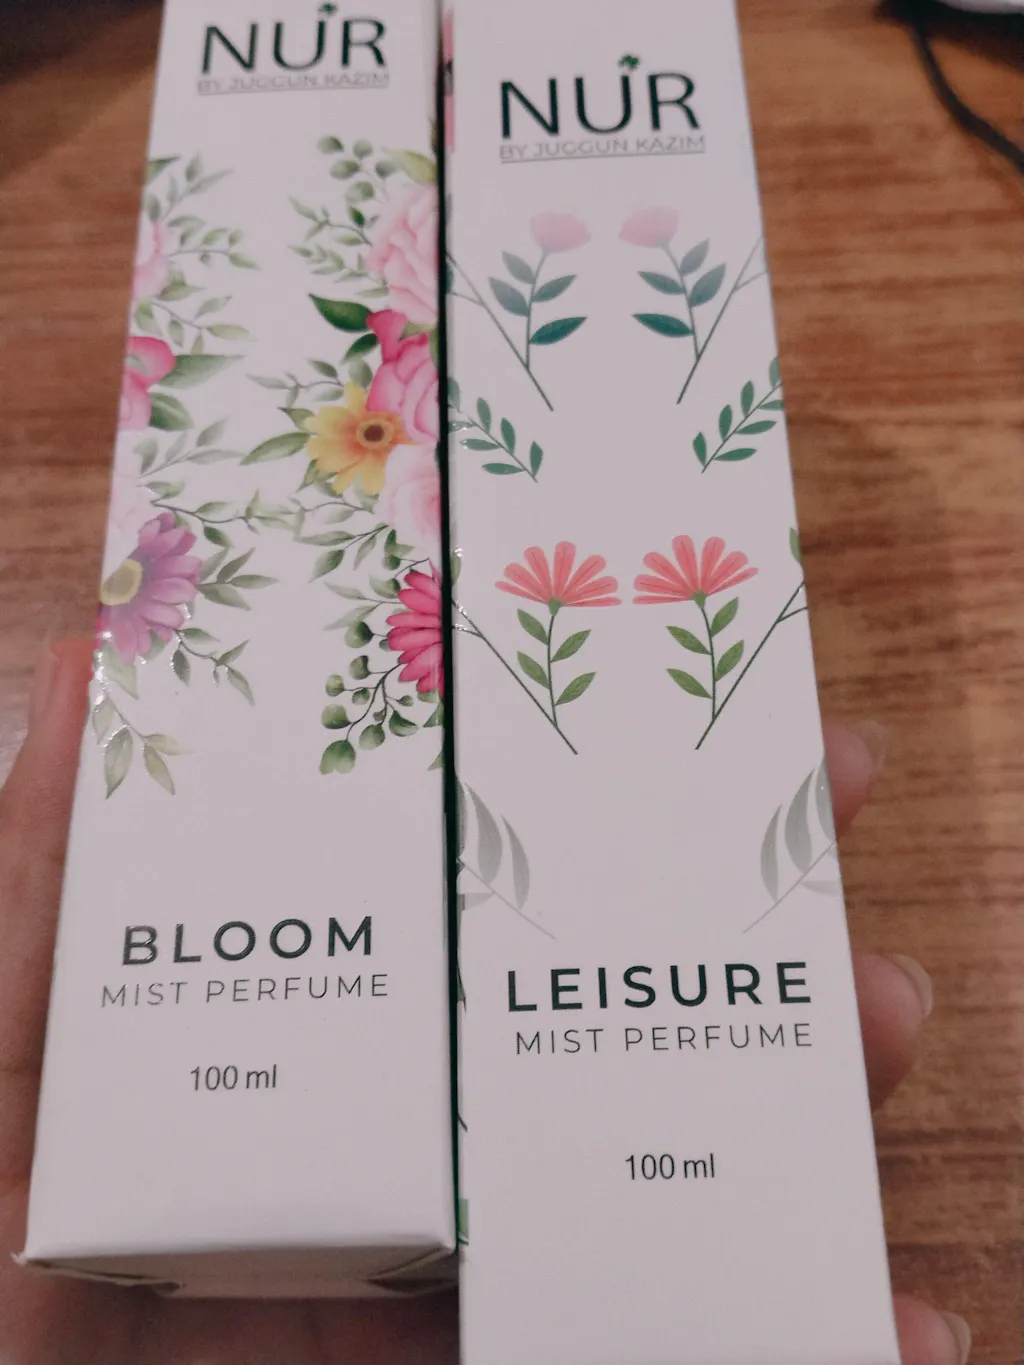 NUR
BY JUGGUN KAZIM
BLOOM
MIST PERFUME
100 ml
NUR
BY JUGGUN KAZIM
LEISURE
MIST PERFUME
100 ml